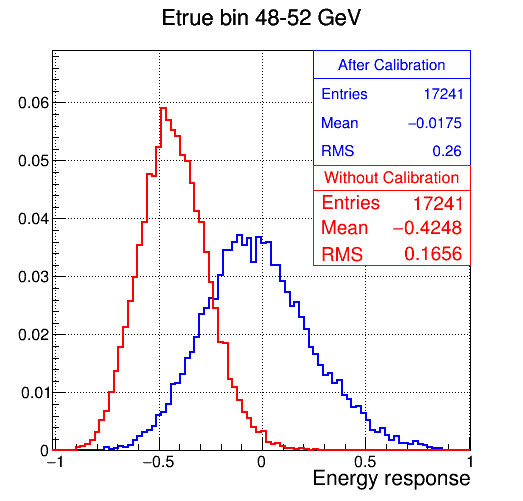 Etrue bin 48-52 GeV
After Calibration
Entries 17241
Mean −0.0175
RMS 0.26
Without Calibration
Entries 17241
Mean −0.4248
RMS 0.1656
0.06
0.05
0.04
0.03
0.02
0.01
0
−1 −0.5 0 0.5 1
Energy response